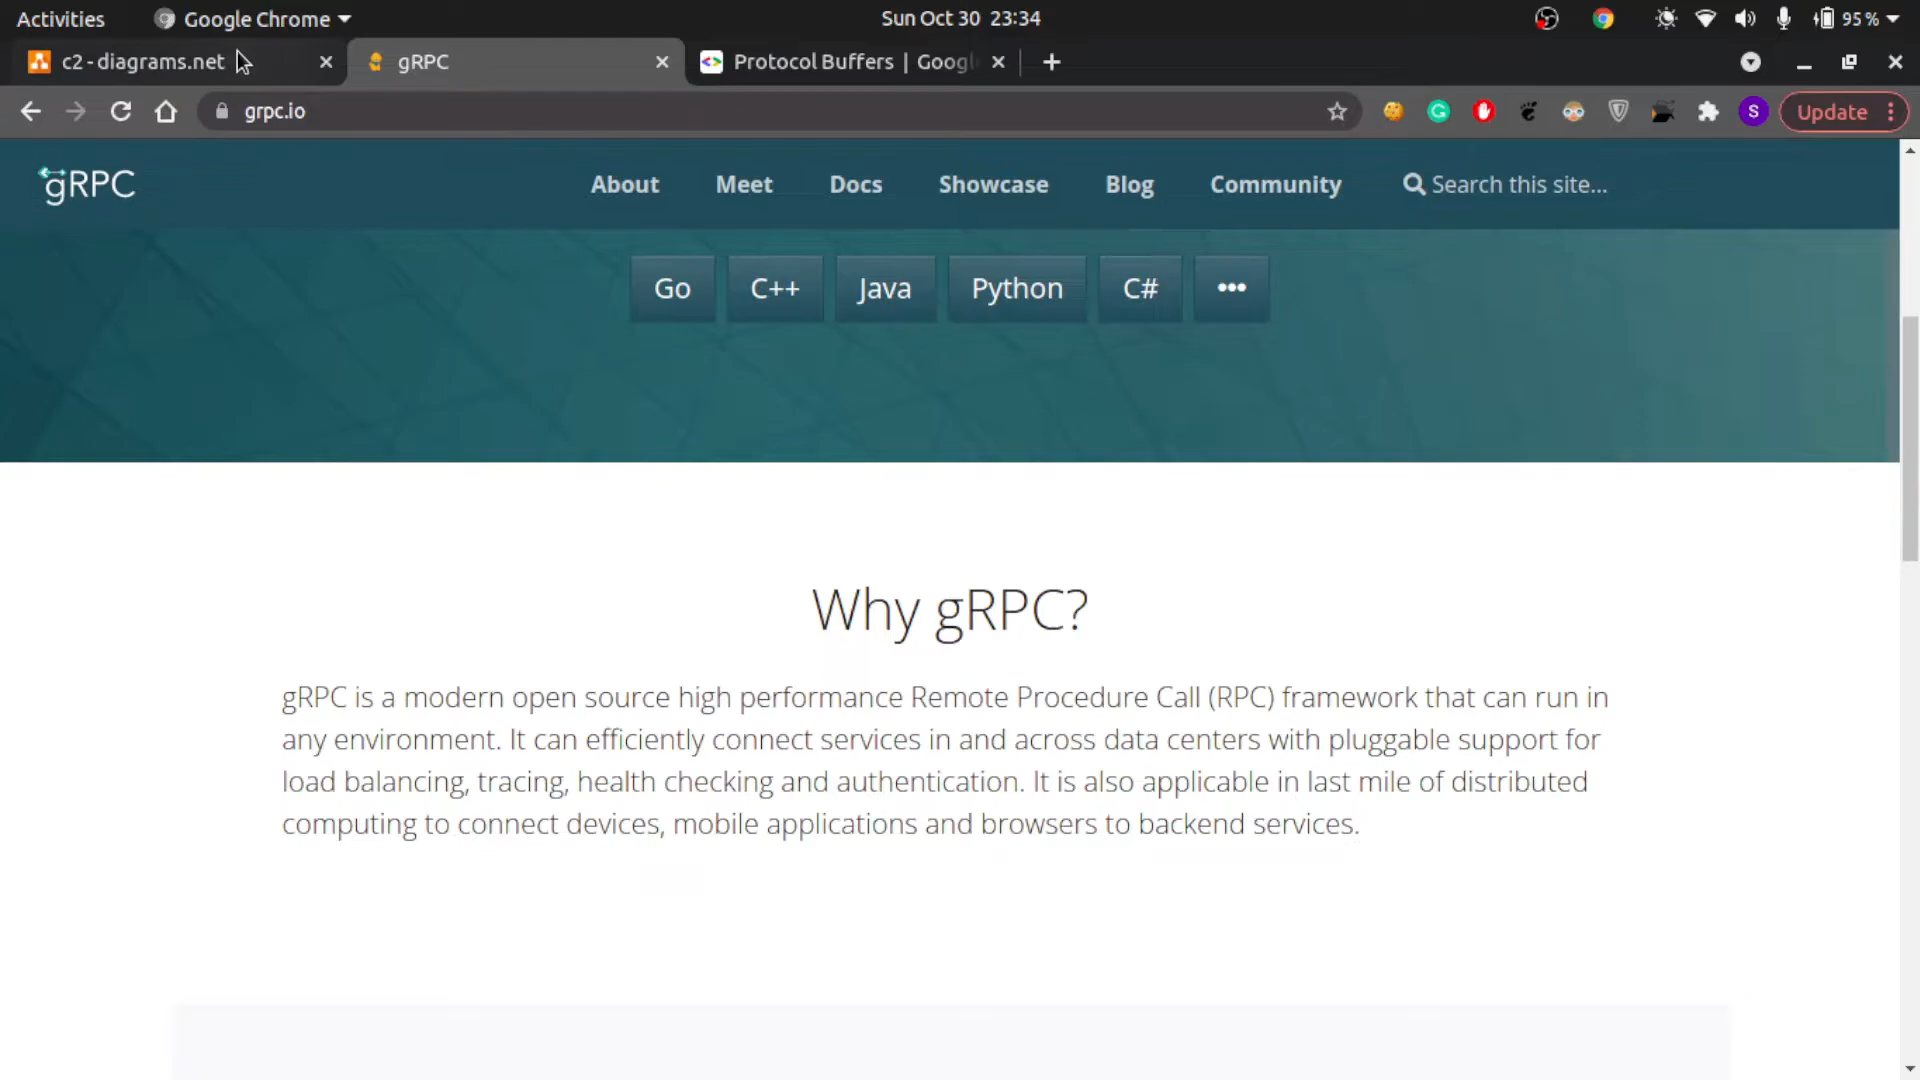 Activities
Google Chrome
Sun Oct 30 23:34
95 %
c2 - diagrams.net
gRPC
Protocol Buffers | Googl
grpc.io
S
Update
gRPC
About
Meet
Docs
Showcase
Blog
Community
Search this site...
Go
C++
Java
Python
C#
•••
Why gRPC?
gRPC is a modern open source high performance Remote Procedure Call (RPC) framework that can run in
any environment. It can efficiently connect services in and across data centers with pluggable support for
load balancing, tracing, health checking and authentication. It is also applicable in last mile of distributed
computing to connect devices, mobile applications and browsers to backend services.